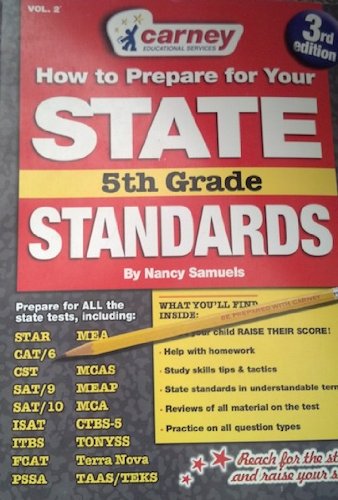 VOL. 2
carney
EDUCATIONAL SERVICES
3rd
edition
How to Prepare for Your
STATE
5th Grade
STANDARDS
By Nancy Samuels
Prepare for ALL the
state tests, including:
STAR MEA
CAT/6
CST MCAS
SAT/9 MEAP
SAT/10 MCA
ISAT CTBS-5
ITBS TONYSS
FCAT Terra Nova
PSSA TAAS/TEKS
WHAT YOU'LL FIND
INSIDE:
BE PREPARED WITH CARNEY
your child RAISE THEIR SCORE!
· Help with homework
· Study skills tips & tactics
· State standards in understandable
· Reviews of all material on the test
· Practice on all question types
Reach for the
and raise your